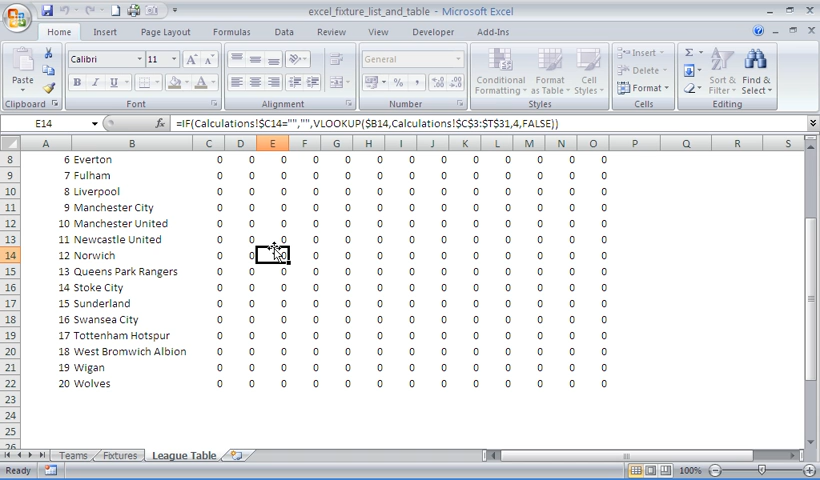 excel_fixture_list_and_table - Microsoft Excel
Home Insert Page Layout Formulas Data Review View Developer Add-Ins
Paste
Clipboard
Calibri 11
B I U
Font
Alignment
General
% ,
Number
Conditional Formatting
Format as Table
Cell Styles
Styles
Insert
Delete
Format
Cells
Σ
Sort & Filter
Find & Select
Editing
E14 fx =IF(Calculations!$C14="","",VLOOKUP($B14,Calculations!$C$3:$T$31,4,FALSE))
A B C D E F G H I J K L M N O P Q R S
8 6 Everton 0 0 0 0 0 0 0 0 0 0 0 0 0
9 7 Fulham 0 0 0 0 0 0 0 0 0 0 0 0 0
10 8 Liverpool 0 0 0 0 0 0 0 0 0 0 0 0 0
11 9 Manchester City 0 0 0 0 0 0 0 0 0 0 0 0 0
12 10 Manchester United 0 0 0 0 0 0 0 0 0 0 0 0 0
13 11 Newcastle United 0 0 0 0 0 0 0 0 0 0 0 0 0
14 12 Norwich 0 0 0 0 0 0 0 0 0 0 0 0 0
15 13 Queens Park Rangers 0 0 0 0 0 0 0 0 0 0 0 0 0
16 14 Stoke City 0 0 0 0 0 0 0 0 0 0 0 0 0
17 15 Sunderland 0 0 0 0 0 0 0 0 0 0 0 0 0
18 16 Swansea City 0 0 0 0 0 0 0 0 0 0 0 0 0
19 17 Tottenham Hotspur 0 0 0 0 0 0 0 0 0 0 0 0 0
20 18 West Bromwich Albion 0 0 0 0 0 0 0 0 0 0 0 0 0
21 19 Wigan 0 0 0 0 0 0 0 0 0 0 0 0 0
22 20 Wolves 0 0 0 0 0 0 0 0 0 0 0 0 0
23
24
25
26
Teams Fixtures League Table
Ready 100%